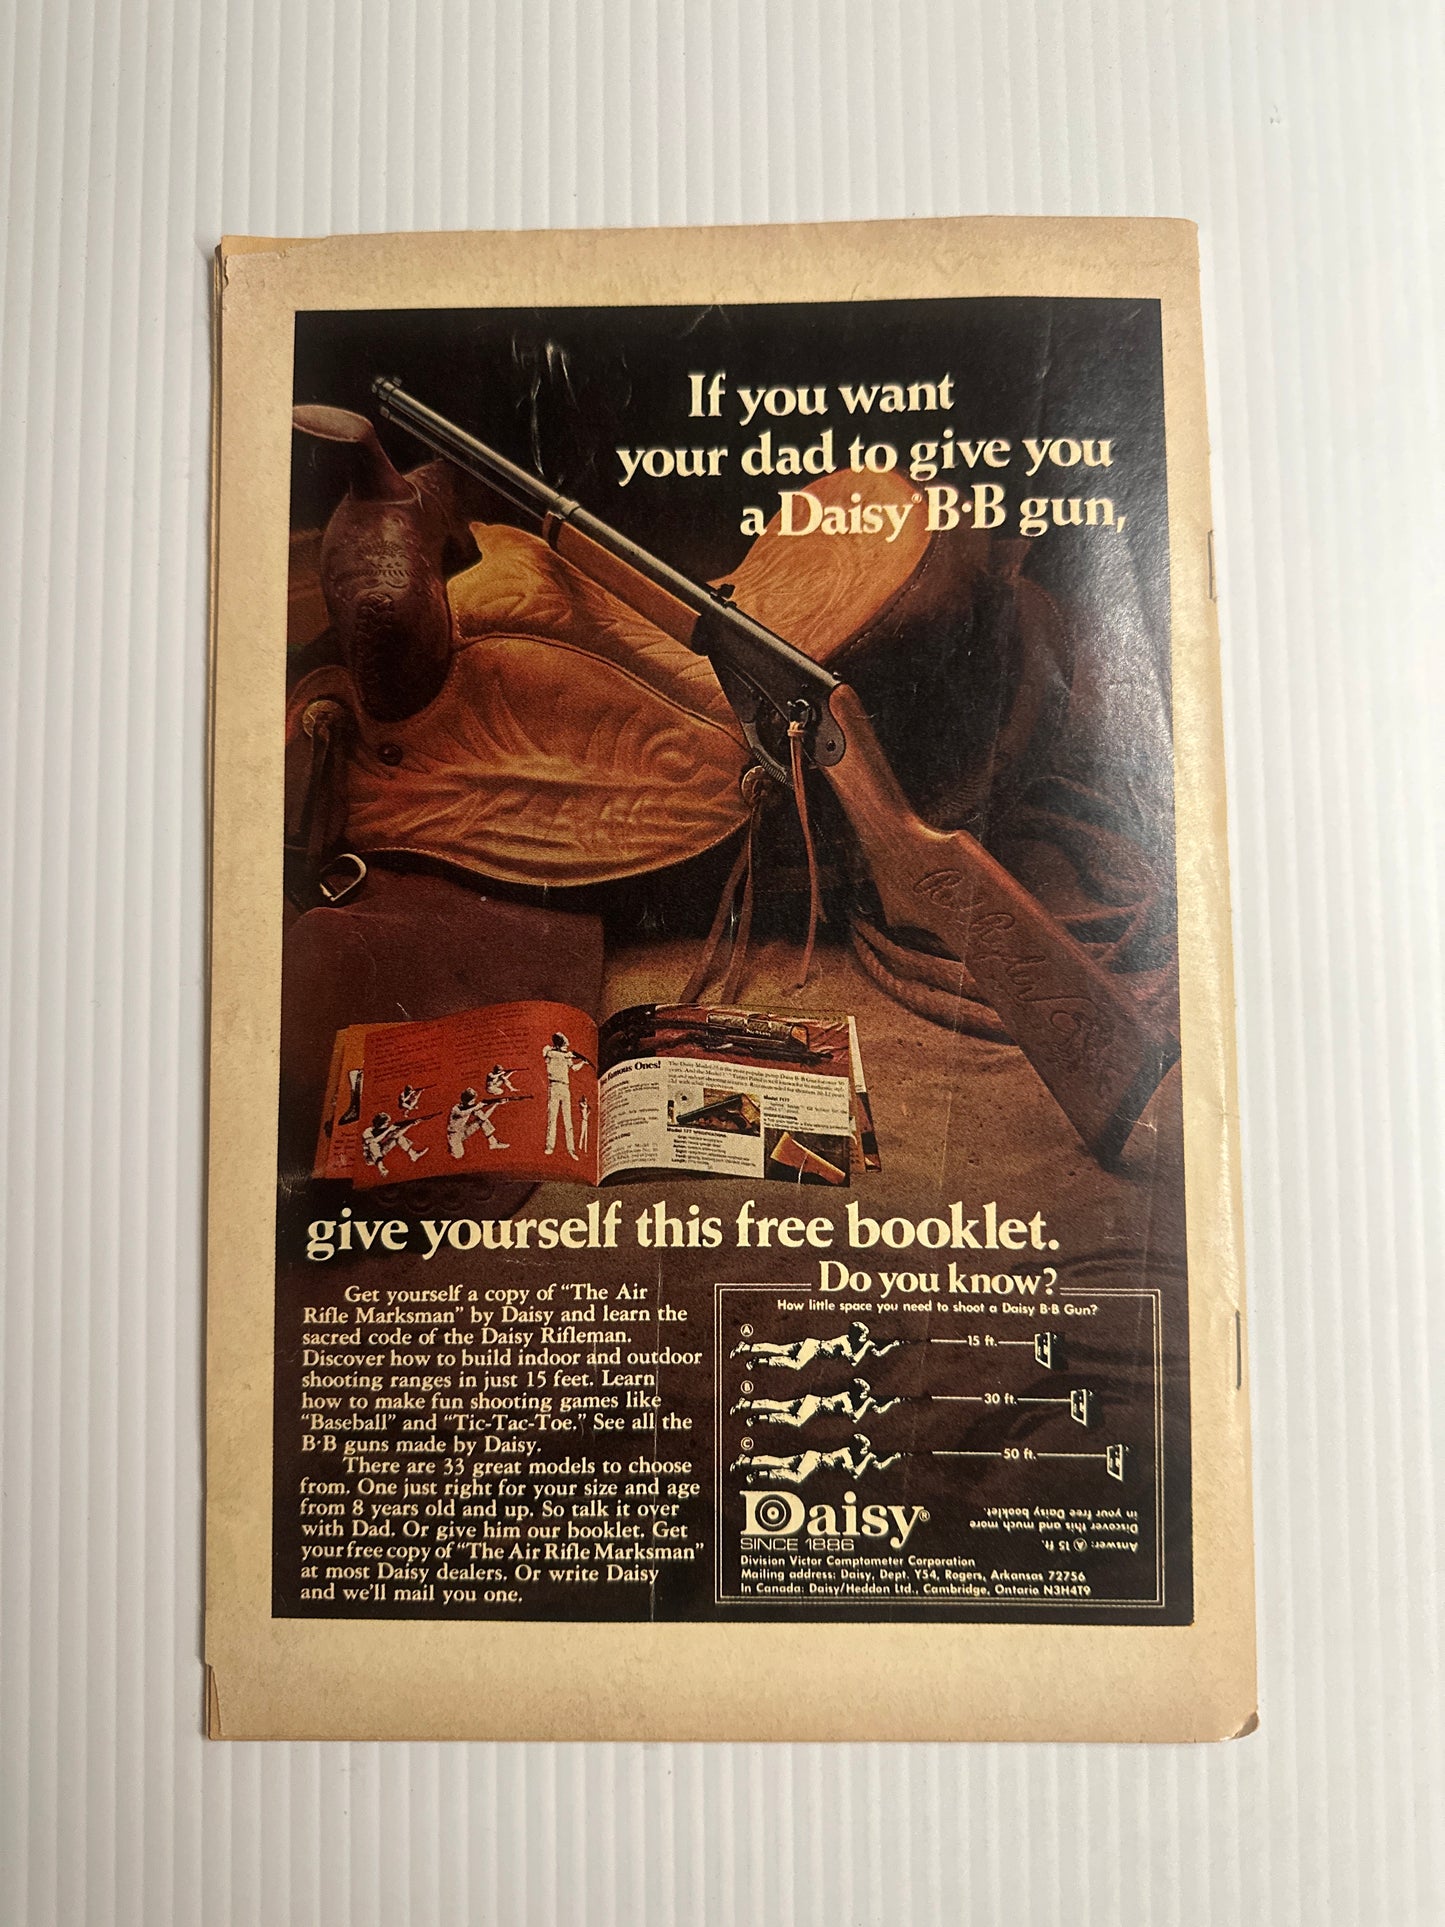 If you want
your dad to give you
a Daisy® B·B gun,
give yourself this free booklet.
Get yourself a copy of “The Air
Rifle Marksman” by Daisy and learn the
sacred code of the Daisy Rifleman.
Discover how to build indoor and outdoor
shooting ranges in just 15 feet. Learn
how to make fun shooting games like
“Baseball” and “Tic-Tac-Toe.” See all the
B·B guns made by Daisy.
There are 33 great models to choose
from. One just right for your size and age
from 8 years old and up. So talk it over
with Dad. Or give him our booklet. Get
your free copy of “The Air Rifle Marksman”
at most Daisy dealers. Or write Daisy
and we’ll mail you one.
Do you know?
How little space you need to shoot a Daisy B·B Gun?
A 15 ft.
B 30 ft.
C 50 ft.
Daisy®
SINCE 1886
Answer: A 15 ft.
Discover this and much more
in your free Daisy booklet.
Division Victor Comptometer Corporation
Mailing address: Daisy, Dept. Y54, Rogers, Arkansas 72756
In Canada: Daisy/Heddon Ltd., Cambridge, Ontario N3H4T9
Famous Ones!
Model 177 SPECIFICATIONS